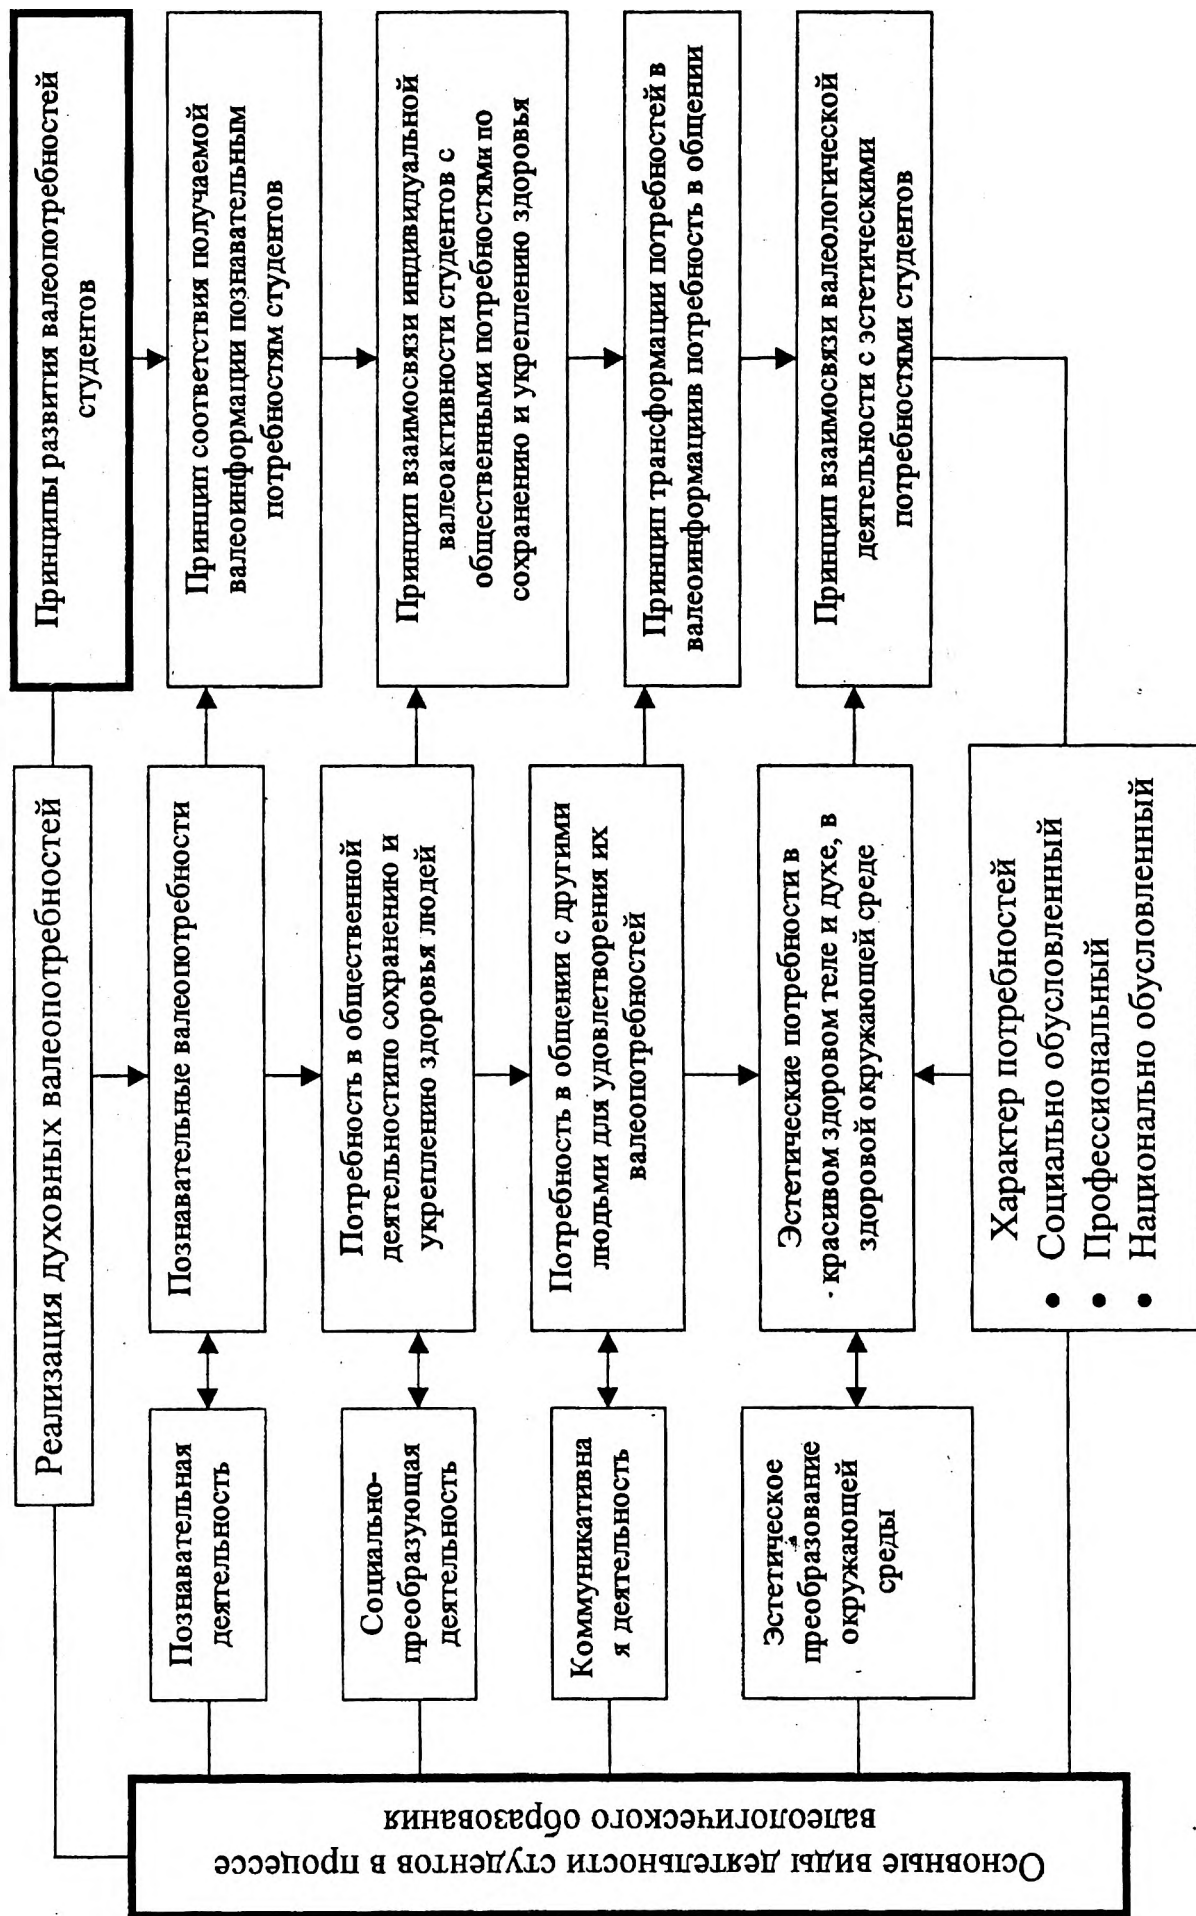 Реализация духовных валеопотребностей
Принципы развития валеопотребностей
студентов
Основные виды деятельности студентов в процессе
валеологического образования
Познавательная
деятельность
Познавательные валеопотребности
Принцип соответствия получаемой
валеоинформации познавательным
потребностям студентов
Социально-
преобразующая
деятельность
Потребность в общественной
деятельностипо сохранению и
укреплению здоровья людей
Принцип взаимосвязи индивидуальной
валеоактивности студентов с
общественными потребностями по
сохранению и укреплению здоровья
Коммуникативна
я деятельность
Потребность в общении с другими
людьми для удовлетворения их
валеопотребностей
Принцип трансформации потребностей в
валеоинформациив потребность в общении
Эстетическое
преобразование
окружающей
среды
Эстетические потребности в
красивом здоровом теле и духе, в
здоровой окружающей среде
Принцип взаимосвязи валеологической
деятельности с эстетическими
потребностями студентов
Характер потребностей
• Социально обусловленный
• Профессиональный
• Национально обусловленный